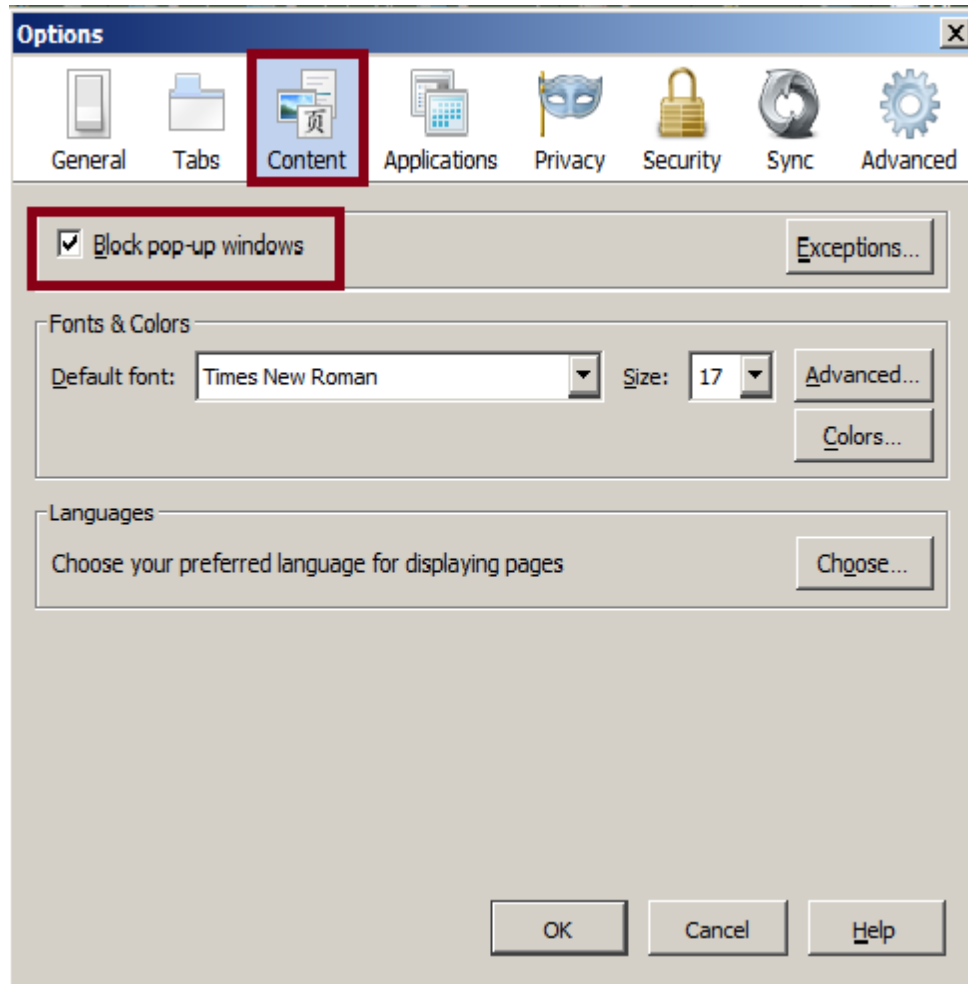 Options
General Tabs Content Applications Privacy Security Sync Advanced
页
Block pop-up windows Exceptions...
Fonts & Colors
Default font: Times New Roman Size: 17 Advanced...
Colors...
Languages
Choose your preferred language for displaying pages Choose...
OK Cancel Help